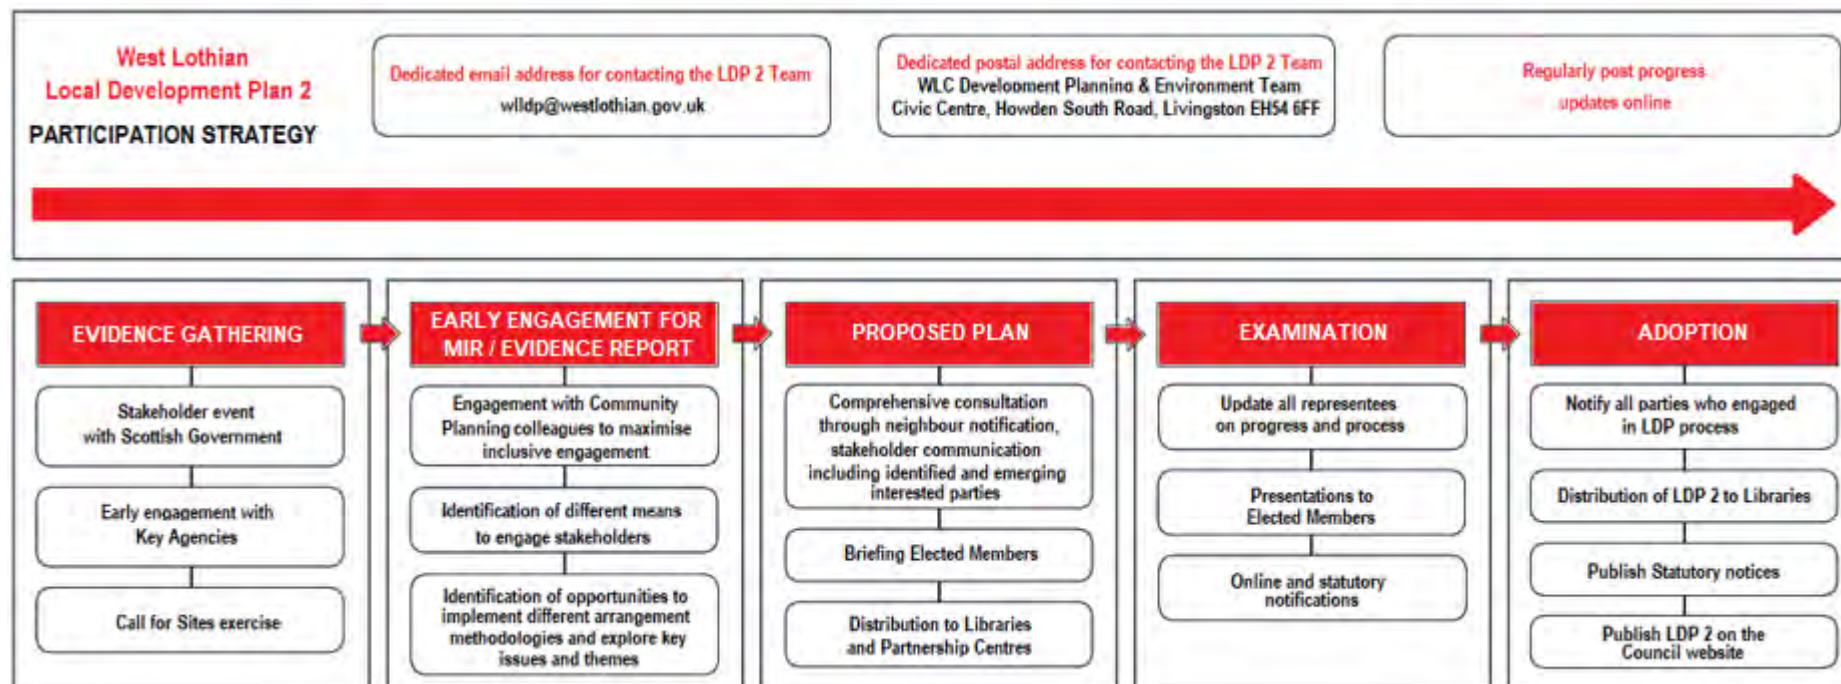 West Lothian
Local Development Plan 2
PARTICIPATION STRATEGY
Dedicated email address for contacting the LDP 2 Team
wlldp@westlothian.gov.uk
Dedicated postal address for contacting the LDP 2 Team
WLC Development Planning & Environment Team
Civic Centre, Howden South Road, Livingston EH54 6FF
Regularly post progress
updates online
EVIDENCE GATHERING
Stakeholder event
with Scottish Government
Early engagement with
Key Agencies
Call for Sites exercise
EARLY ENGAGEMENT FOR
MIR / EVIDENCE REPORT
Engagement with Community
Planning colleagues to maximise
inclusive engagement
Identification of different means
to engage stakeholders
Identification of opportunities to
implement different arrangement
methodologies and explore key
issues and themes
PROPOSED PLAN
Comprehensive consultation
through neighbour notification,
stakeholder communication
including identified and emerging
interested parties
Briefing Elected Members
Distribution to Libraries
and Partnership Centres
EXAMINATION
Update all representees
on progress and process
Presentations to
Elected Members
Online and statutory
notifications
ADOPTION
Notify all parties who engaged
in LDP process
Distribution of LDP 2 to Libraries
Publish Statutory notices
Publish LDP 2 on the
Council website